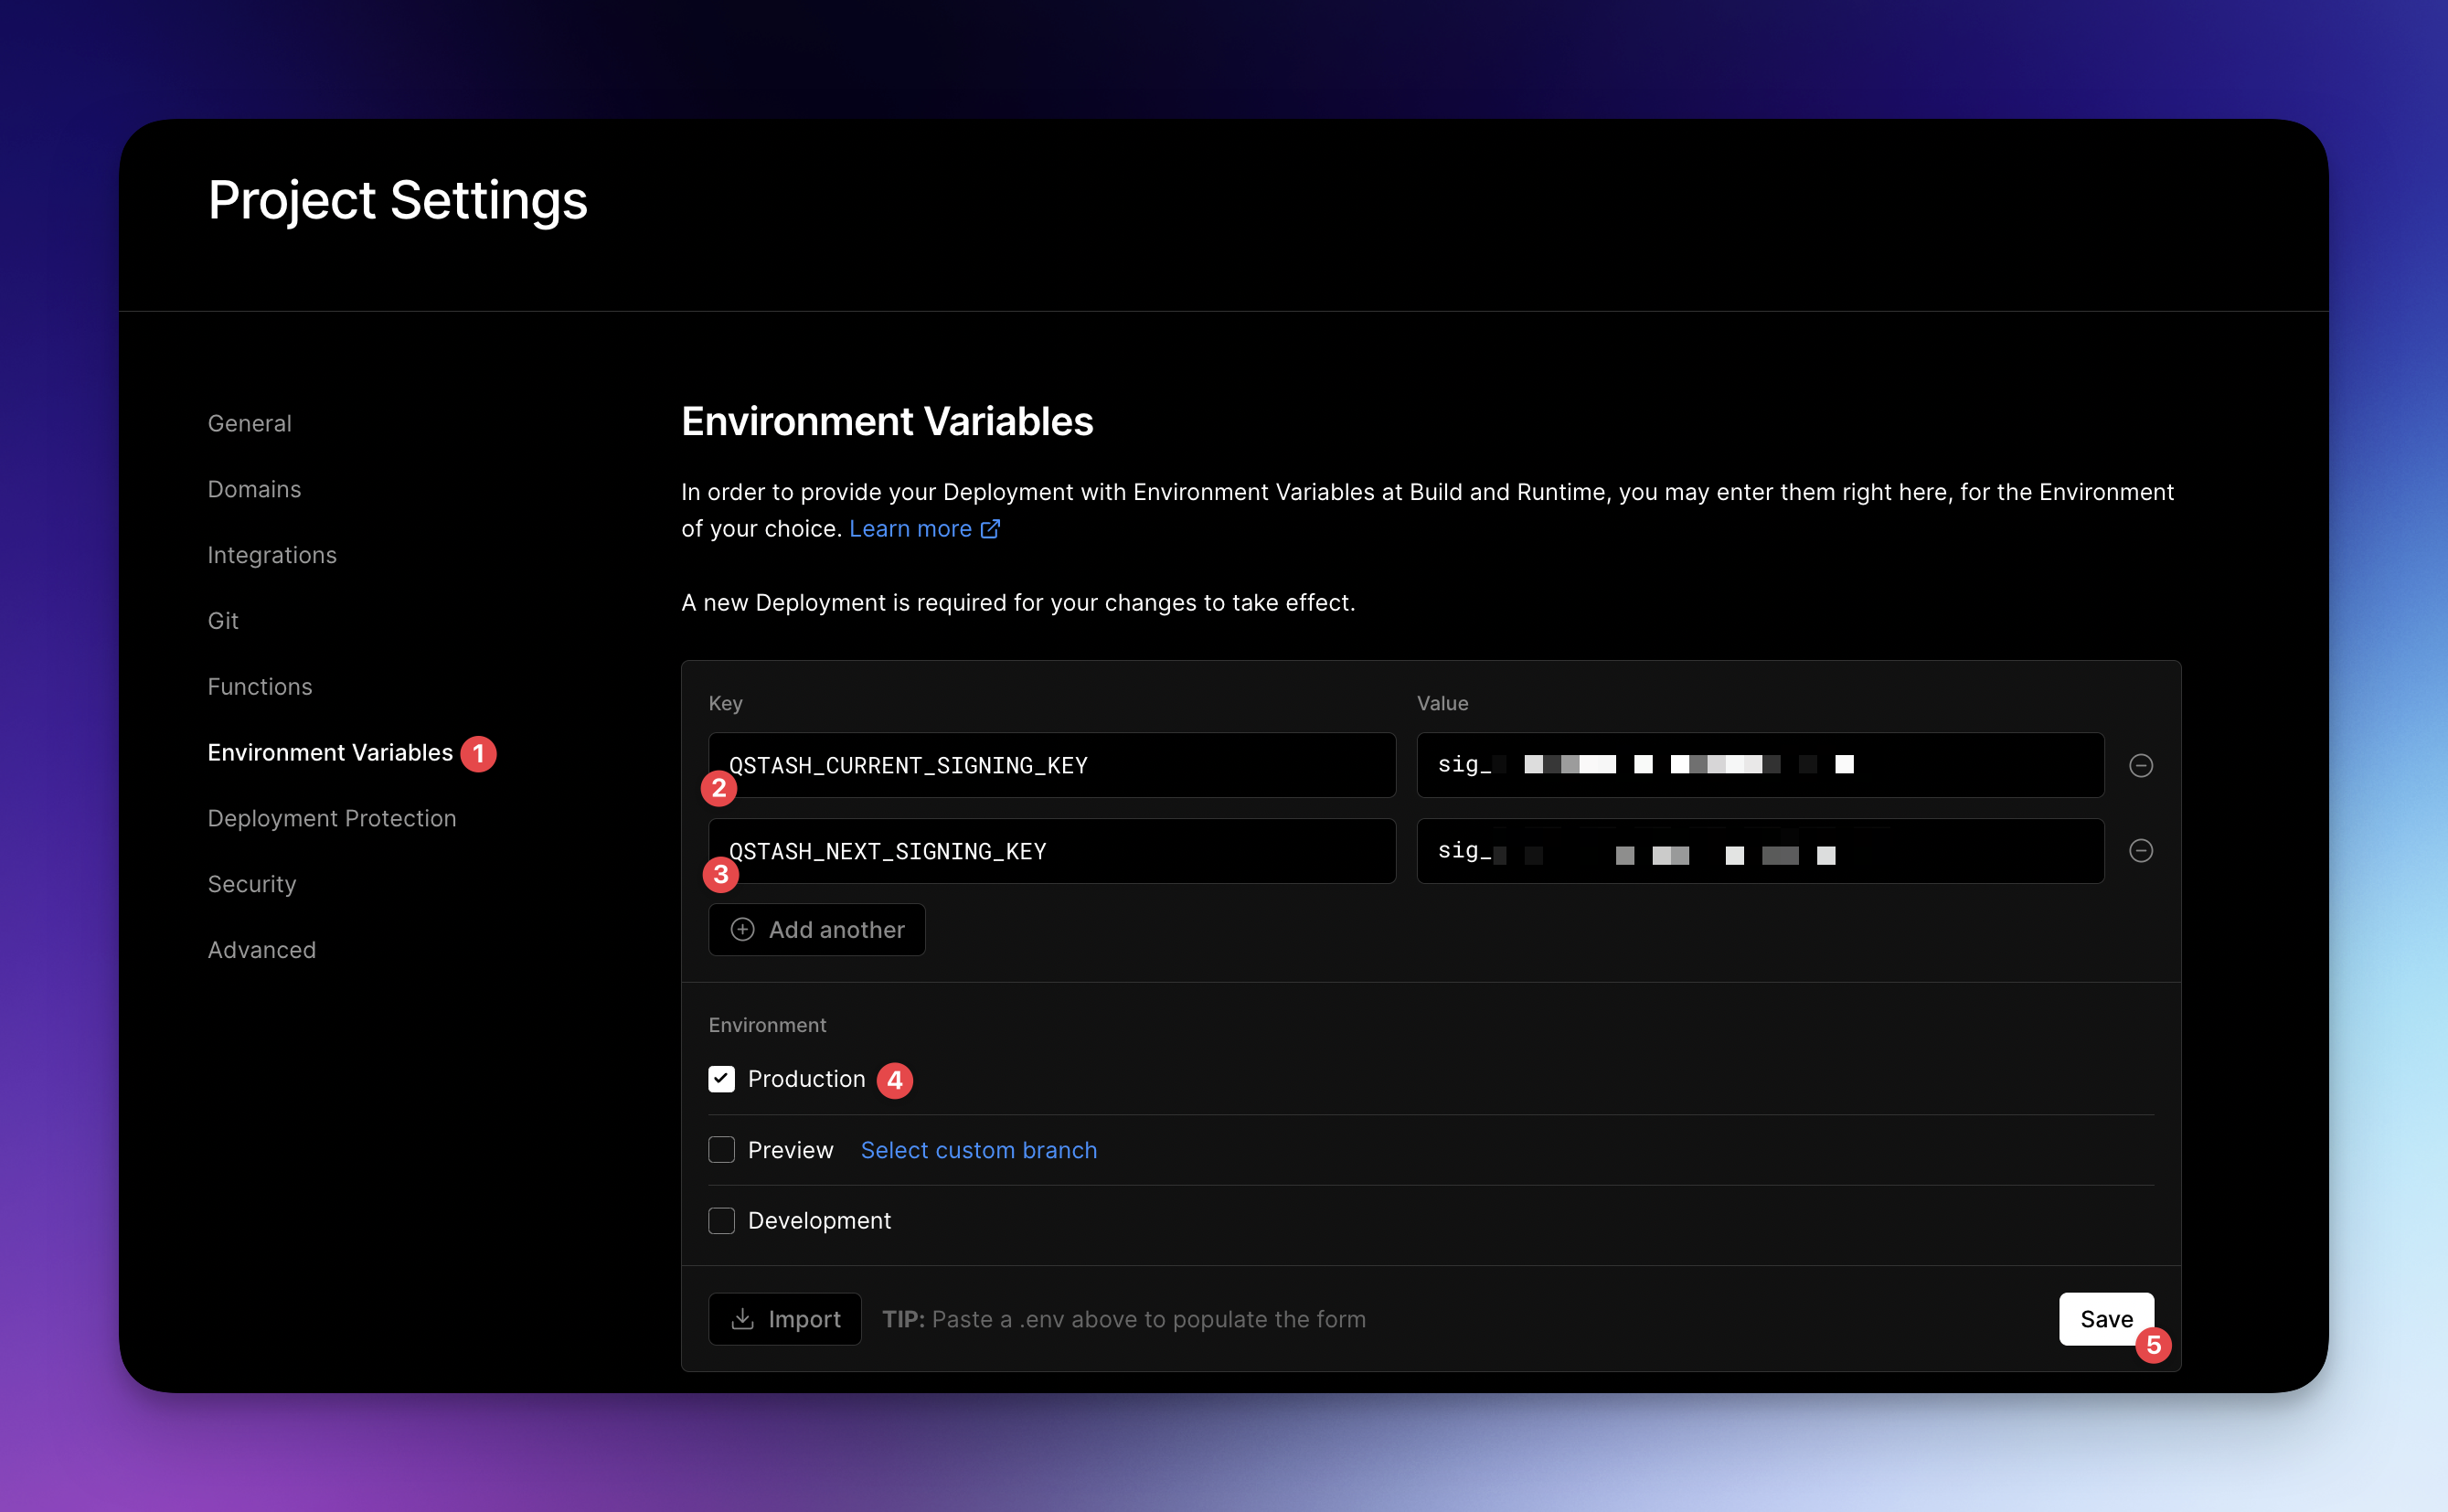 Project Settings
General
Domains
Integrations
Git
Functions
Environment Variables 1
Deployment Protection
Security
Advanced
Environment Variables
In order to provide your Deployment with Environment Variables at Build and Runtime, you may enter them right here, for the Environment
of your choice. Learn more
A new Deployment is required for your changes to take effect.
Key Value
QSTASH_CURRENT_SIGNING_KEY sig_
2
QSTASH_NEXT_SIGNING_KEY sig_
3
Add another
Environment
Production 4
Preview Select custom branch
Development
Import TIP: Paste a .env above to populate the form Save
5